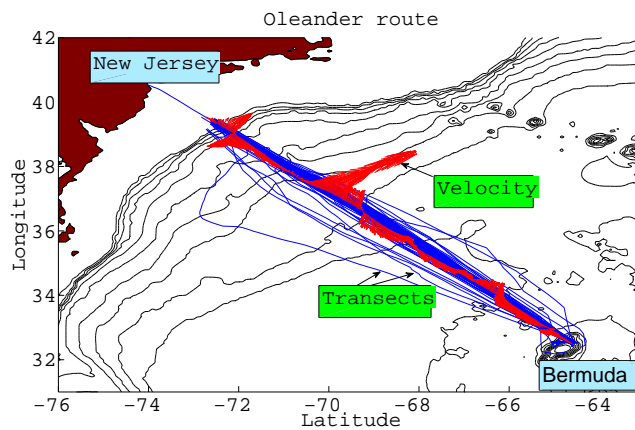 Oleander route
42
New Jersey
40
38
Velocity
Longitude
36
34
Transects
32
Bermuda
−76 −74 −72 −70 −68 −66 −64
Latitude